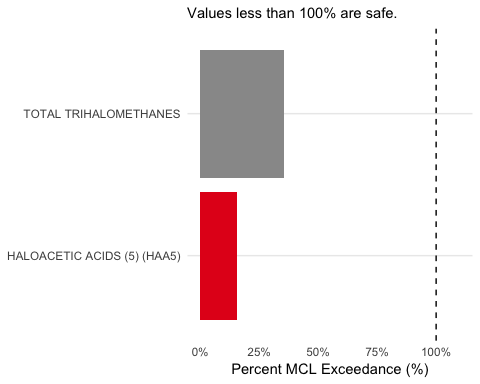 Values less than 100% are safe.
TOTAL TRIHALOMETHANES
HALOACETIC ACIDS (5) (HAA5)
0% 25% 50% 75% 100%
Percent MCL Exceedance (%)